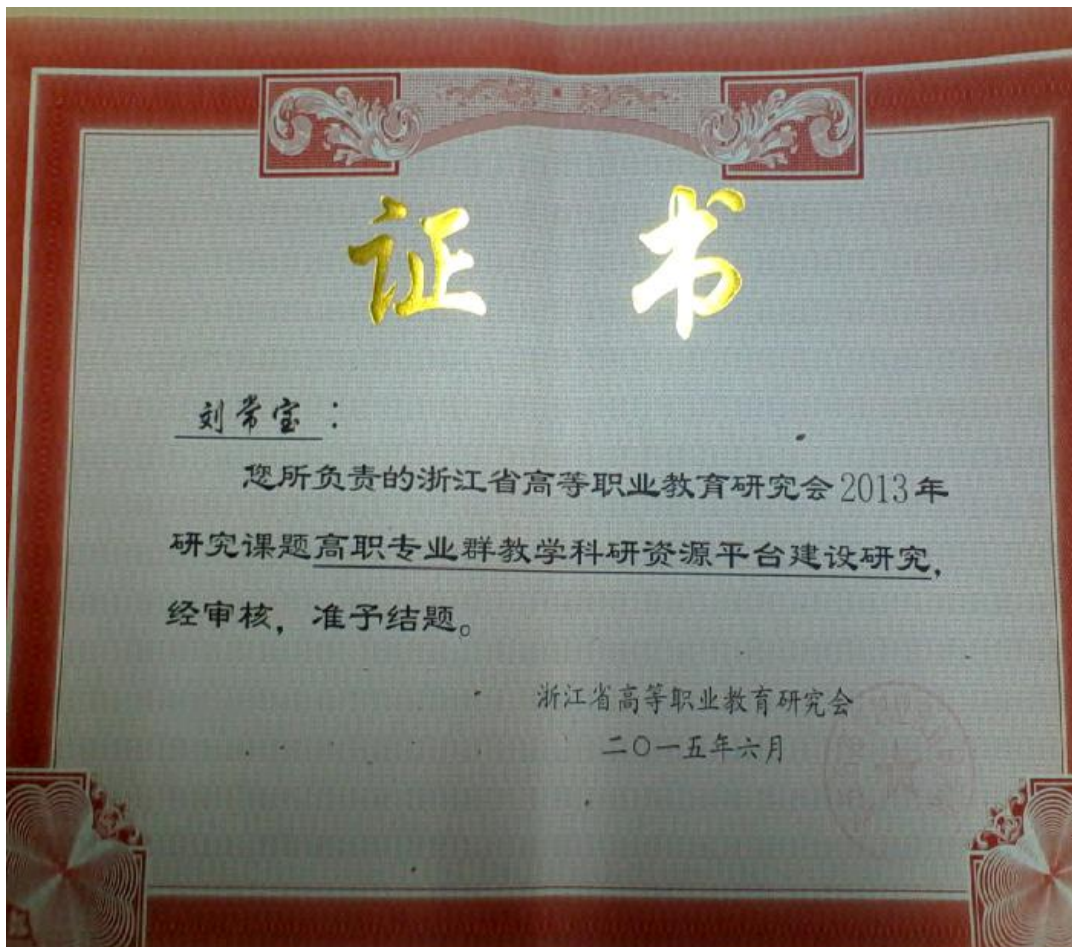 证书
刘常宝：
您所负责的浙江省高等职业教育研究会2013年
研究课题高职专业群教学科研资源平台建设研究，
经审核，准予结题。
浙江省高等职业教育研究会
二〇一五年六月